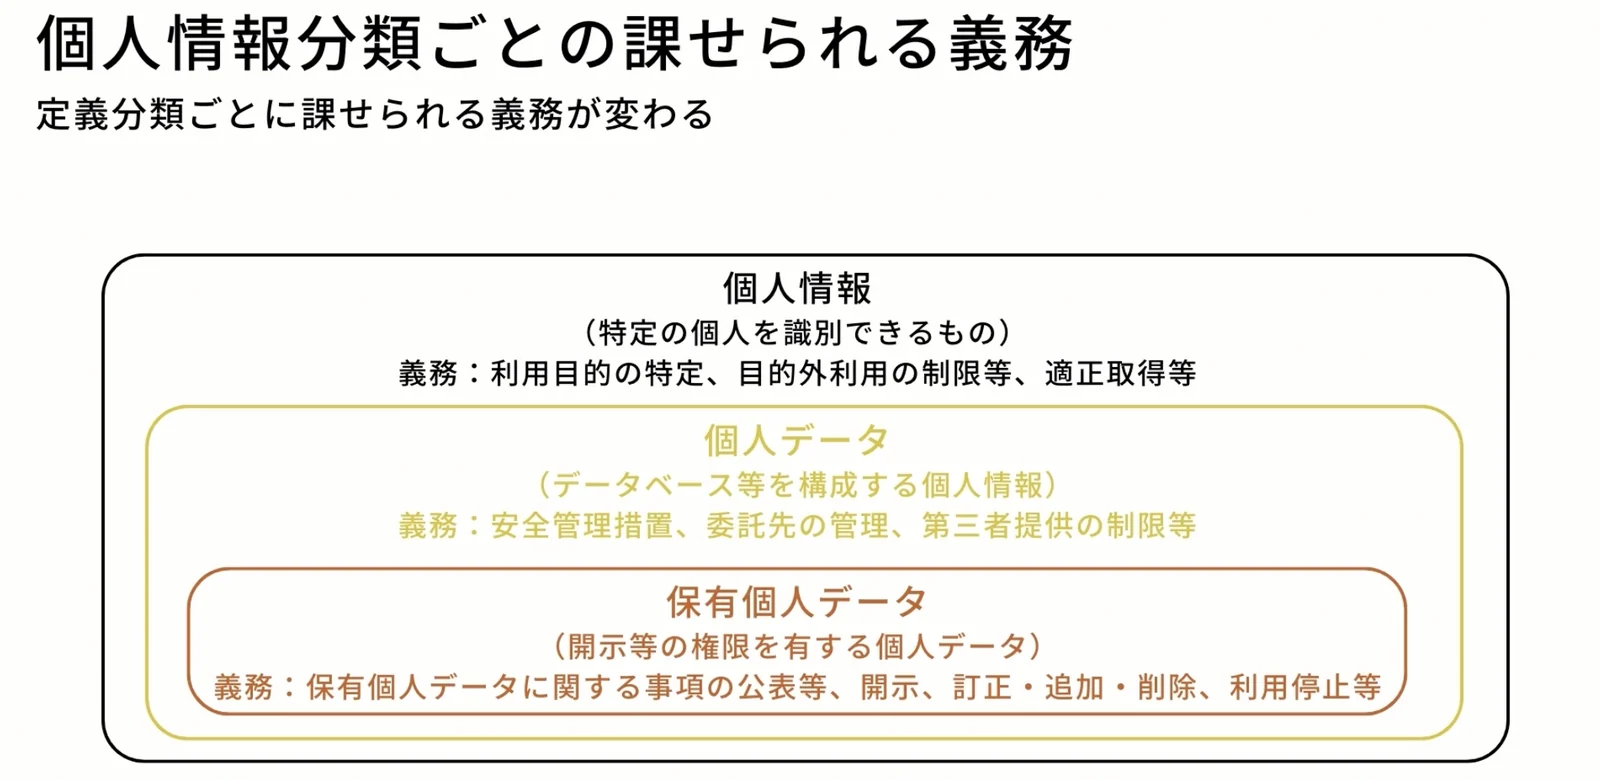 個人情報分類ごとの課せられる義務
定義分類ごとに課せられる義務が変わる
個人情報
（特定の個人を識別できるもの）
義務：利用目的の特定、目的外利用の制限等、適正取得等
個人データ
（データベース等を構成する個人情報）
義務：安全管理措置、委託先の管理、第三者提供の制限等
保有個人データ
（開示等の権限を有する個人データ）
義務：保有個人データに関する事項の公表等、開示、訂正・追加・削除、利用停止等